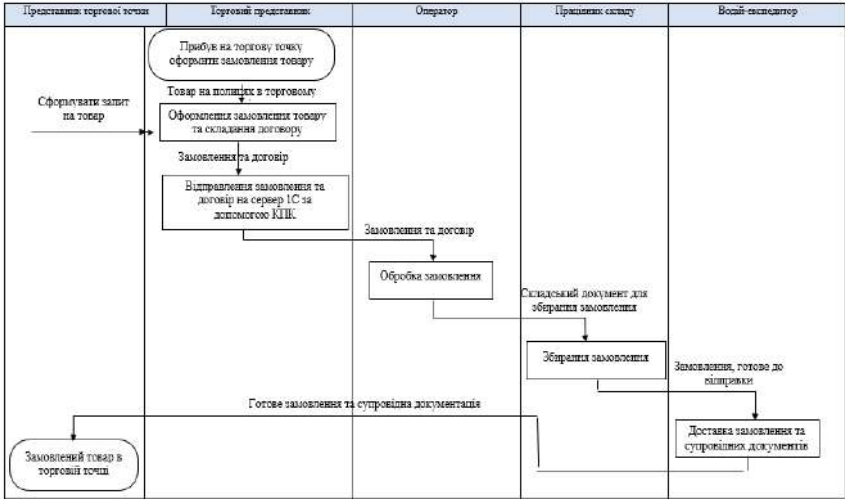 Представник торгової точки
Торговий представник
Оператор
Працівник складу
Водій-експедитор
Прибув на торгову точку
оформити замовлення товару
Товар на полицях в торговому
Сформувати запит
на товар
Оформлення замовлення товару
та складання договору
Замовлення та договір
Відправлення замовлення та
договір на сервер 1С за
допомогою КПК
Замовлення та договір
Обробка замовлення
Складський документ для
збирання замовлення
Збирання замовлення
Замовлення, готове до
відправки
Готове замовлення та супровідна документація
Доставка замовлення та
супровідних документів
Замовлений товар в
торговій точці